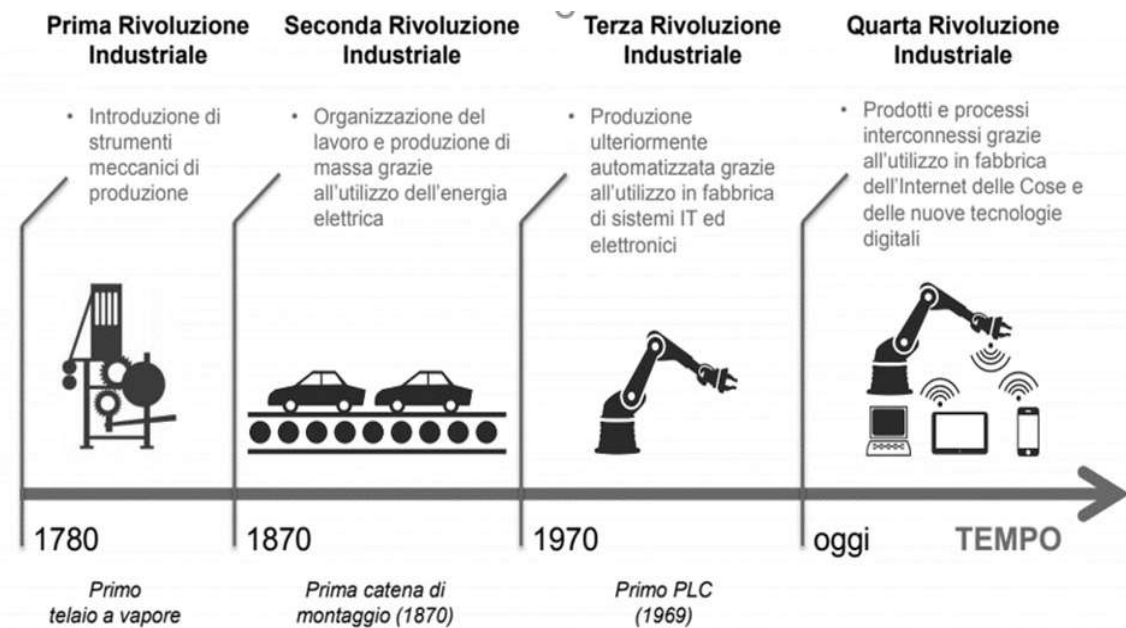 Prima Rivoluzione
Industriale
• Introduzione di
strumenti
meccanici di
produzione
Seconda Rivoluzione
Industriale
• Organizzazione del
lavoro e produzione di
massa grazie
all'utilizzo dell'energia
elettrica
Terza Rivoluzione
Industriale
• Produzione
ulteriormente
automatizzata grazie
all'utilizzo in fabbrica
di sistemi IT ed
elettronici
Quarta Rivoluzione
Industriale
• Prodotti e processi
interconnessi grazie
all'utilizzo in fabbrica
dell'Internet delle Cose e
delle nuove tecnologie
digitali
1780
1870
1970
oggi
TEMPO
Primo
telaio a vapore
Prima catena di
montaggio (1870)
Primo PLC
(1969)